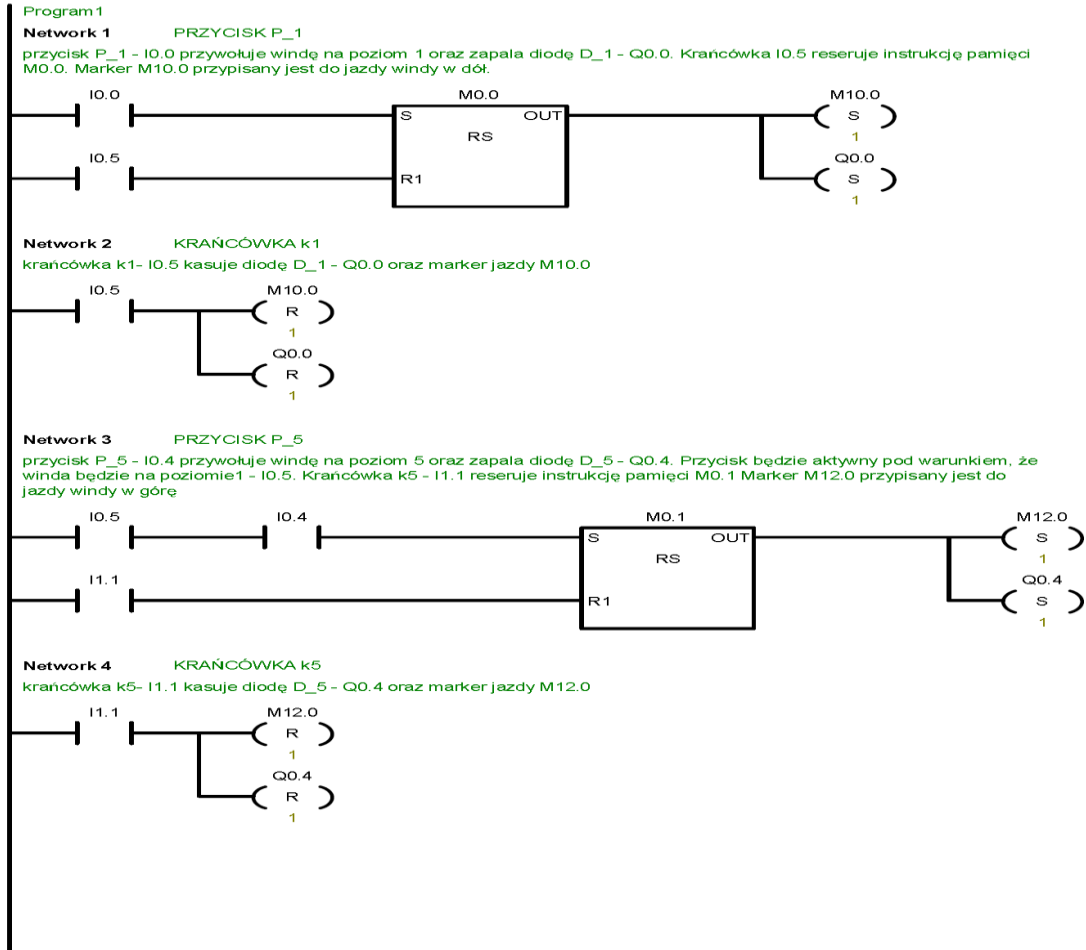 Program1
Network 1 PRZYCISK P_1
przycisk P_1 - I0.0 przywołuje windę na poziom 1 oraz zapala diodę D_1 - Q0.0. Krańcówka I0.5 reseruje instrukcję pamięci
M0.0. Marker M10.0 przypisany jest do jazdy windy w dół.
I0.0 M0.0 M10.0
S OUT S
RS 1
I0.5 Q0.0
R1 S
1
Network 2 KRAŃCÓWKA k1
krańcówka k1- I0.5 kasuje diodę D_1 - Q0.0 oraz marker jazdy M10.0
I0.5 M10.0
R
1
Q0.0
R
1
Network 3 PRZYCISK P_5
przycisk P_5 - I0.4 przywołuje windę na poziom 5 oraz zapala diodę D_5 - Q0.4. Przycisk będzie aktywny pod warunkiem, że
winda będzie na poziomie1 - I0.5. Krańcówka k5 - I1.1 reseruje instrukcję pamięci M0.1 Marker M12.0 przypisany jest do
jazdy windy w górę
I0.5 I0.4 M0.1 M12.0
S OUT S
RS 1
I1.1 Q0.4
R1 S
1
Network 4 KRAŃCÓWKA k5
krańcówka k5- I1.1 kasuje diodę D_5 - Q0.4 oraz marker jazdy M12.0
I1.1 M12.0
R
1
Q0.4
R
1